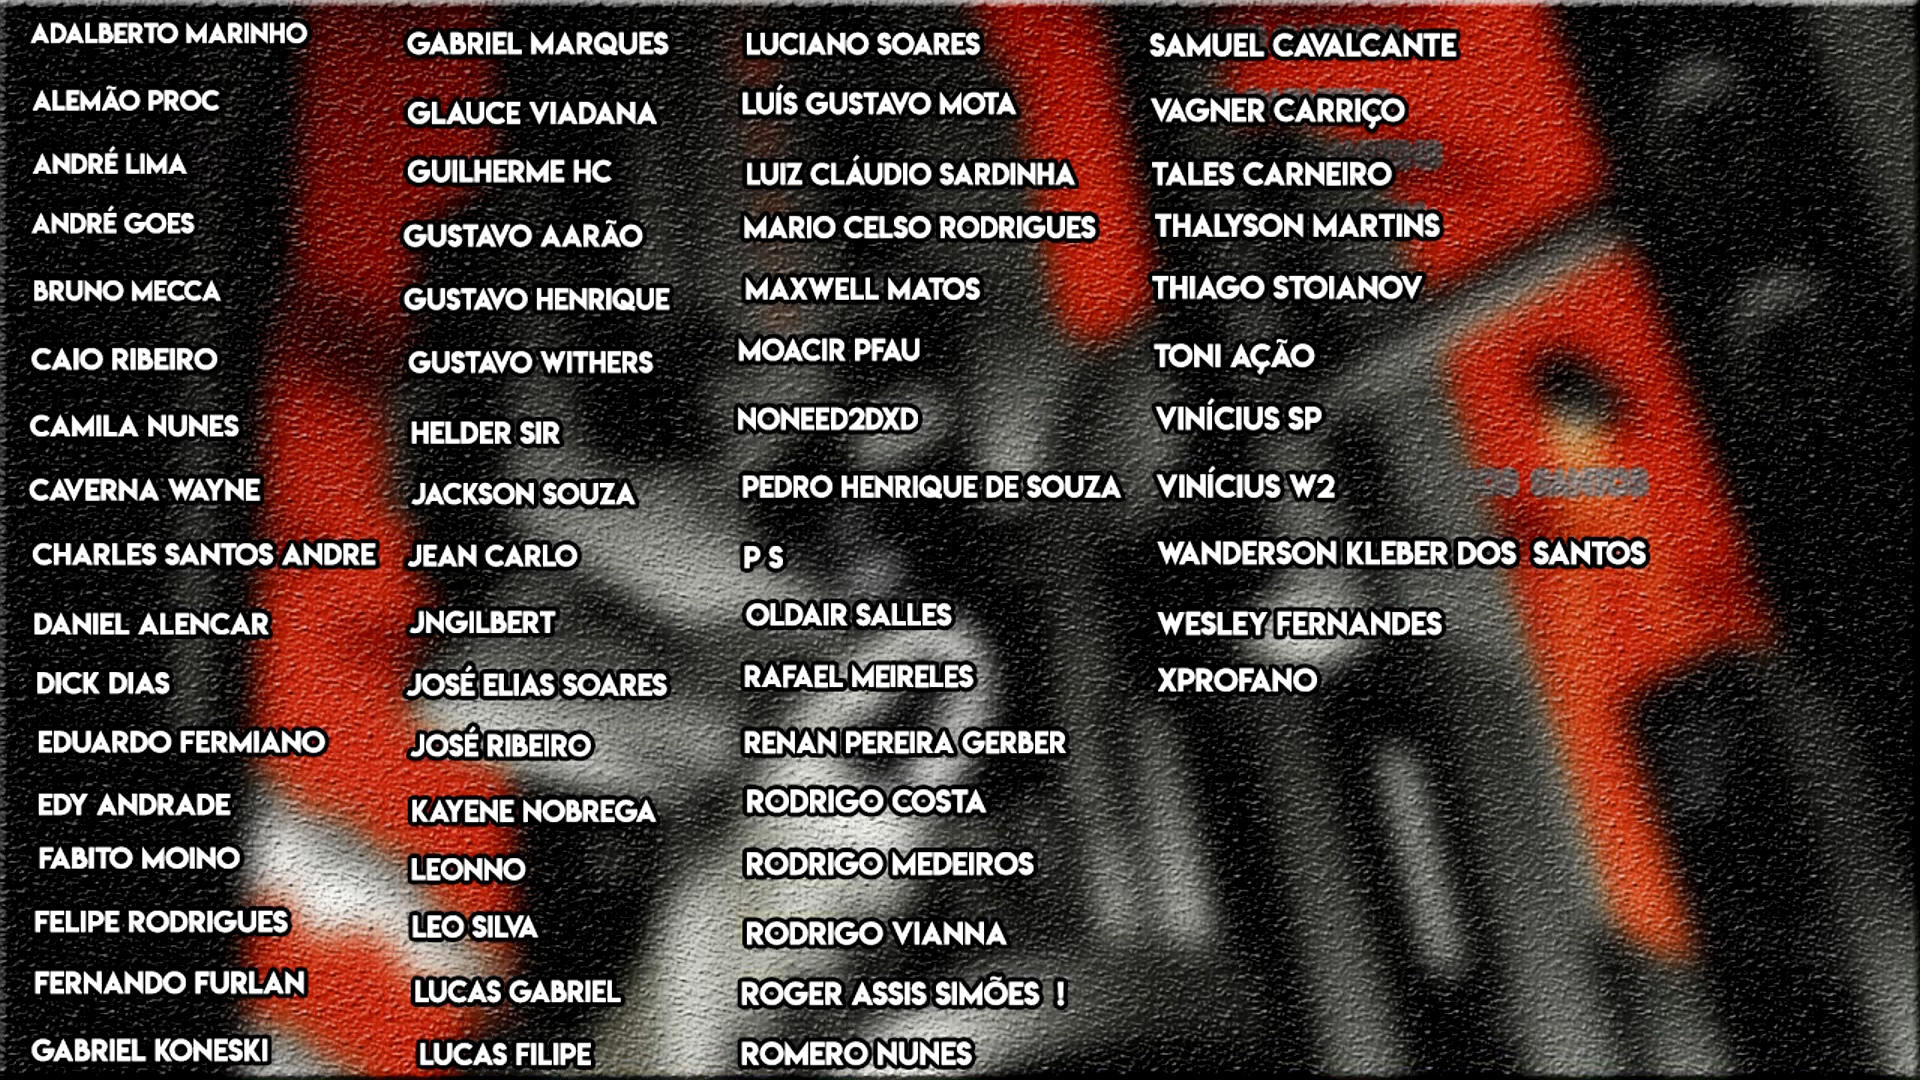 ADALBERTO MARINHO
ALEMÃO PROC
ANDRÉ LIMA
ANDRÉ GOES
BRUNO MECCA
CAIO RIBEIRO
CAMILA NUNES
CAVERNA WAYNE
CHARLES SANTOS ANDRE
DANIEL ALENCAR
DICK DIAS
EDUARDO FERMIANO
EDY ANDRADE
FABITO MOINO
FELIPE RODRIGUES
FERNANDO FURLAN
GABRIEL KONESKI
GABRIEL MARQUES
GLAUCE VIADANA
GUILHERME HC
GUSTAVO AARÃO
GUSTAVO HENRIQUE
GUSTAVO WITHERS
HELDER SIR
JACKSON SOUZA
JEAN CARLO
JNGILBERT
JOSÉ ELIAS SOARES
JOSÉ RIBEIRO
KAYENE NOBREGA
LEONNO
LEO SILVA
LUCAS GABRIEL
LUCAS FILIPE
LUCIANO SOARES
LUÍS GUSTAVO MOTA
LUIZ CLÁUDIO SARDINHA
MARIO CELSO RODRIGUES
MAXWELL MATOS
MOACIR PFAU
NONEED2DXD
PEDRO HENRIQUE DE SOUZA
P S
OLDAIR SALLES
RAFAEL MEIRELES
RENAN PEREIRA GERBER
RODRIGO COSTA
RODRIGO MEDEIROS
RODRIGO VIANNA
ROGER ASSIS SIMÕES !
ROMERO NUNES
SAMUEL CAVALCANTE
VAGNER CARRIÇO
TALES CARNEIRO
THALYSON MARTINS
THIAGO STOIANOV
TONI AÇÃO
VINÍCIUS SP
VINÍCIUS W2
OS SANTOS
WANDERSON KLEBER DOS SANTOS
WESLEY FERNANDES
XPROFANO